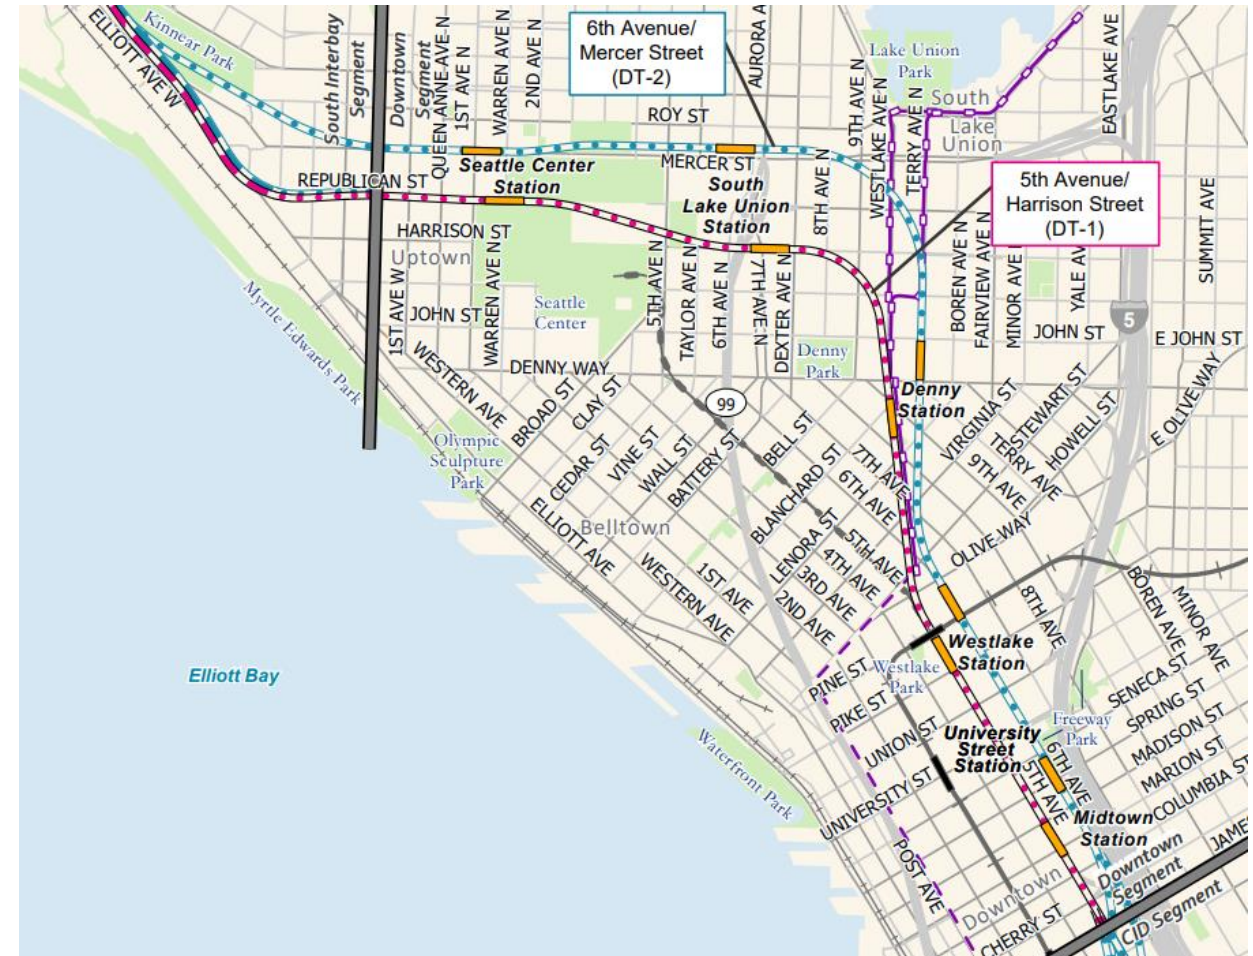 Kinnear Park
ELLIOTT AVE W
South Interbay
Segment
Downtown
Segment
QUEEN ANNE AVE N
1ST AVE N
WARREN AVE N
2ND AVE N
6th Avenue/
Mercer Street
(DT-2)
AURORA A
ROY ST
9TH AVE N
WESTLAKE AVE N
TERRY AVE N
Lake Union
Park
South
Lake
Union
EASTLAKE AVE
Seattle Center
Station
MERCER ST
South
Lake Union
Station
8TH AVE N
5th Avenue/
Harrison Street
(DT-1)
REPUBLICAN ST
HARRISON ST
Uptown
1ST AVE W
JOHN ST
WARREN AVE N
Seattle
Center
5TH AVE N
TAYLOR AVE N
6TH AVE N
7TH AVE N
DEXTER AVE N
BOREN AVE N
FAIRVIEW AVE N
MINOR AVE N
YALE AV
SUMMIT AVE
5
JOHN ST
E JOHN ST
E OLIVE WAY
Myrtle Edwards Park
DENNY WAY
Denny
Park
Denny
Station
99
WESTERN AVE
BROAD ST
CLAY ST
CEDAR ST
VINE ST
WALL ST
BATTERY ST
BELL ST
BLANCHARD ST
LENORA ST
7TH AVE
6TH AVE
5TH AVE
4TH AVE
3RD AVE
2ND AVE
VIRGINIA ST
STEWART ST
TERRY AVE
9TH AVE
HOWELL ST
OLIVE WAY
Olympic
Sculpture
Park
ELLIOTT AVE
Belltown
WESTERN AVE
1ST AVE
8TH AVE
BOREN AVE
MINOR AVE
Elliott Bay
Westlake
Station
Westlake
Park
PINE ST
PIKE ST
UNION ST
UNIVERSITY ST
University
Street
Station
Freeway
Park
SENECA ST
SPRING ST
MADISON ST
MARION ST
COLUMBIA ST
6TH AVE
5TH AVE
Midtown
Station
Waterfront Park
POST AVE
Downtown
CHERRY ST
JAME
Downtown
Segment
CID Segment